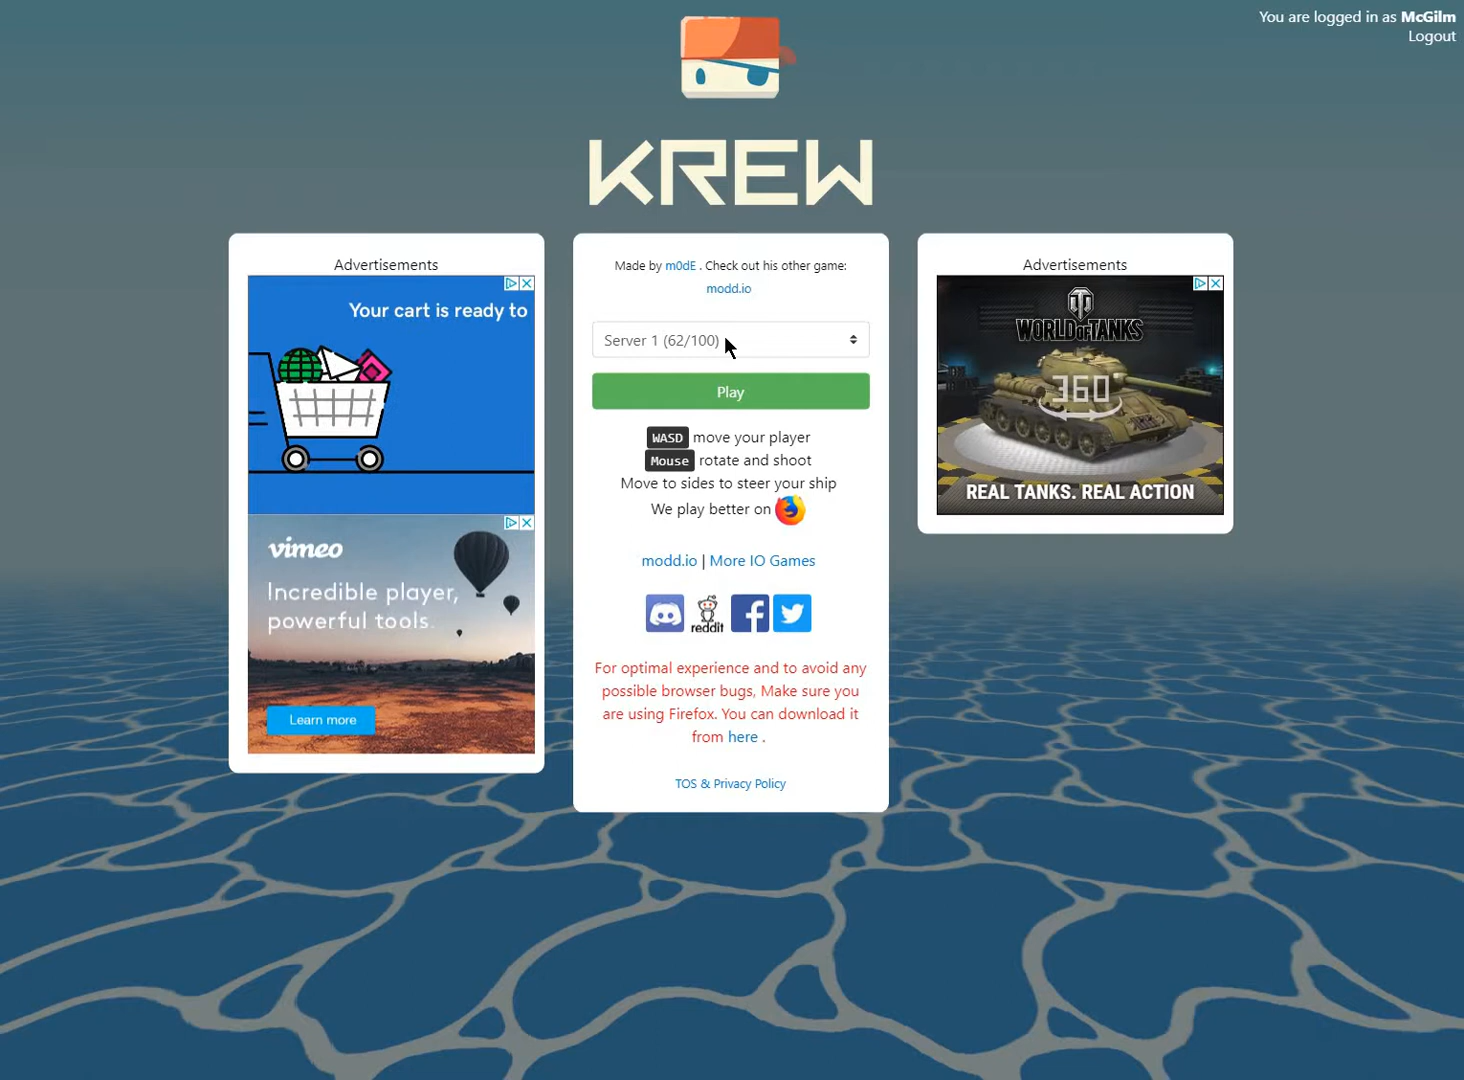 You are logged in as McGilm
Logout
KREW
Advertisements
Your cart is ready to
vimeo
Incredible player,
powerful tools.
Learn more
Made by m0dE . Check out his other game:
modd.io
Server 1 (62/100)
Play
WASD move your player
Mouse rotate and shoot
Move to sides to steer your ship
We play better on
modd.io | More IO Games
reddit
For optimal experience and to avoid any
possible browser bugs, Make sure you
are using Firefox. You can download it
from here .
TOS & Privacy Policy
Advertisements
WORLD OF TANKS
360
REAL TANKS. REAL ACTION